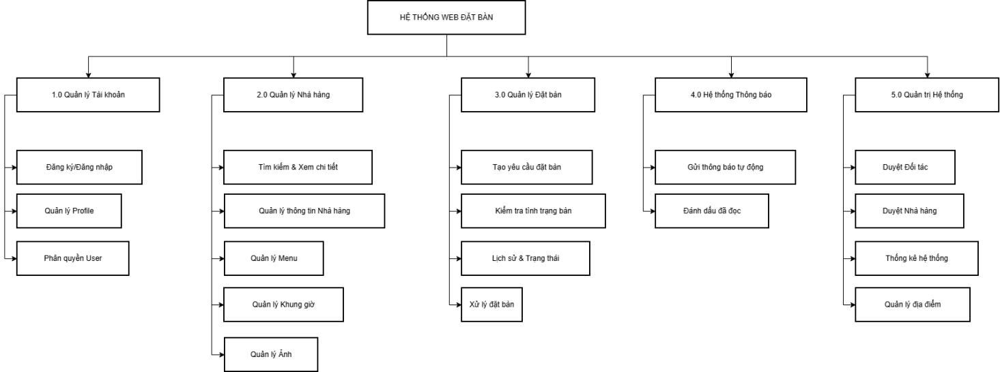 HỆ THỐNG WEB ĐẶT BÀN
1.0 Quản lý Tài khoản
2.0 Quản lý Nhà hàng
3.0 Quản lý Đặt bàn
4.0 Hệ thống Thông báo
5.0 Quản trị Hệ thống
Đăng ký/Đăng nhập
Tìm kiếm & Xem chi tiết
Tạo yêu cầu đặt bàn
Gửi thông báo tự động
Duyệt Đối tác
Quản lý Profile
Quản lý thông tin Nhà hàng
Kiểm tra tình trạng bàn
Đánh dấu đã đọc
Duyệt Nhà hàng
Phân quyền User
Quản lý Menu
Lịch sử & Trạng thái
Thống kê hệ thống
Quản lý Khung giờ
Xử lý đặt bàn
Quản lý địa điểm
Quản lý Ảnh